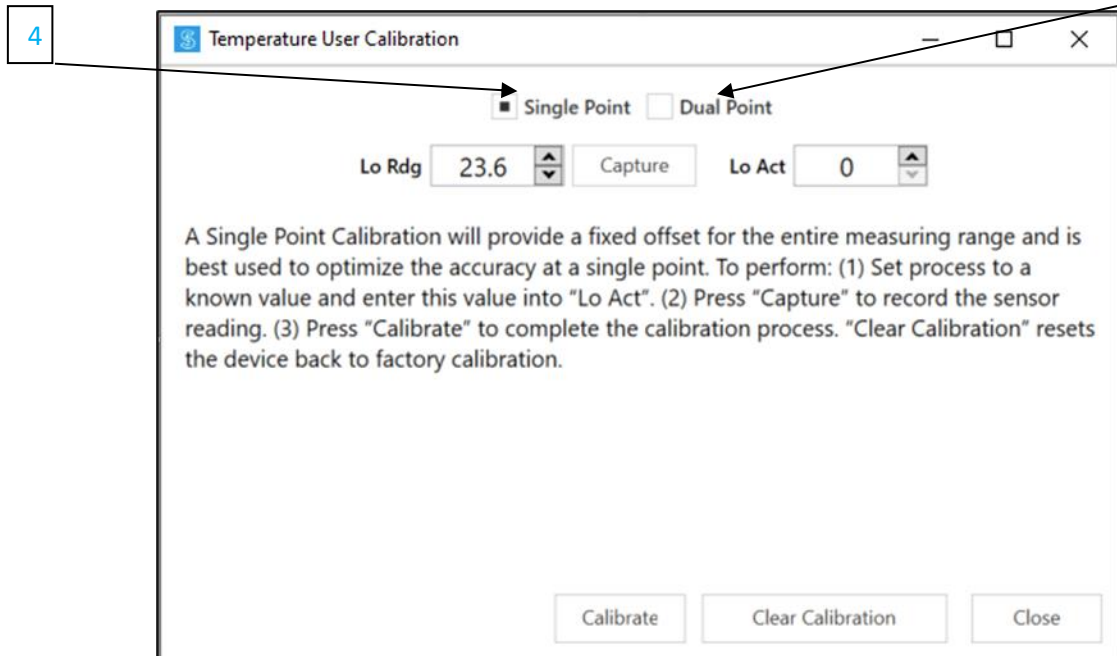 4
Temperature User Calibration
Single Point Dual Point
Lo Rdg 23.6 Capture Lo Act 0
A Single Point Calibration will provide a fixed offset for the entire measuring range and is
best used to optimize the accuracy at a single point. To perform: (1) Set process to a
known value and enter this value into “Lo Act”. (2) Press “Capture” to record the sensor
reading. (3) Press “Calibrate” to complete the calibration process. “Clear Calibration” resets
the device back to factory calibration.
Calibrate Clear Calibration Close